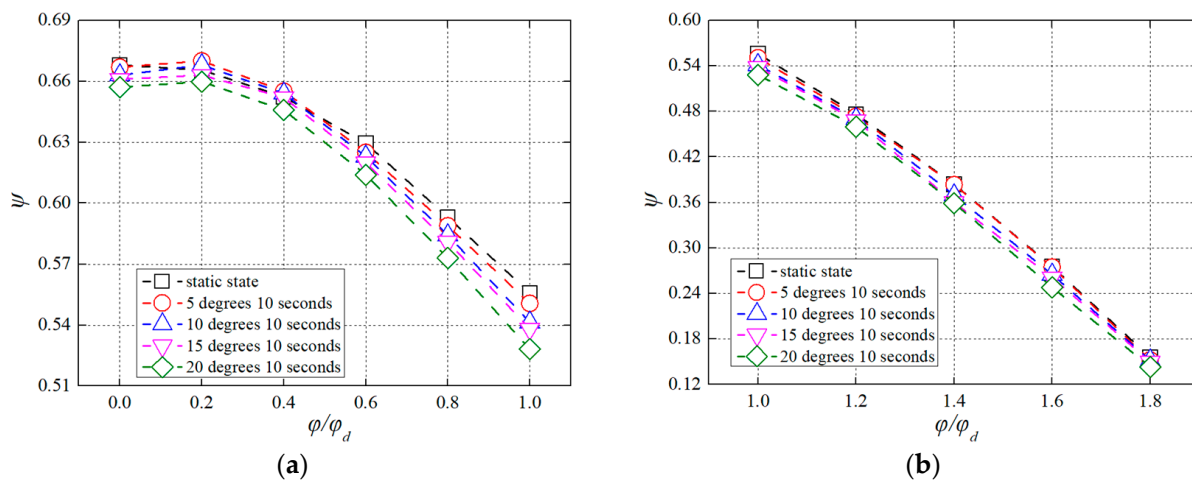 0.69
0.66
0.63
0.60
0.57
0.54
0.51
ψ
static state
5 degrees 10 seconds
10 degrees 10 seconds
15 degrees 10 seconds
20 degrees 10 seconds
0.0 0.2 0.4 0.6 0.8 1.0
φ/φd
(a)
0.60
0.54
0.48
0.42
0.36
0.30
0.24
0.18
0.12
ψ
static state
5 degrees 10 seconds
10 degrees 10 seconds
15 degrees 10 seconds
20 degrees 10 seconds
1.0 1.2 1.4 1.6 1.8
φ/φd
(b)